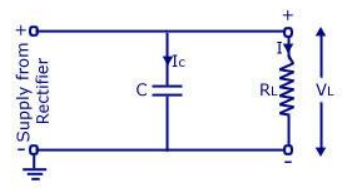 +
+
Supply from
Rectifier
Ic
I
C
RL
VL
-
-